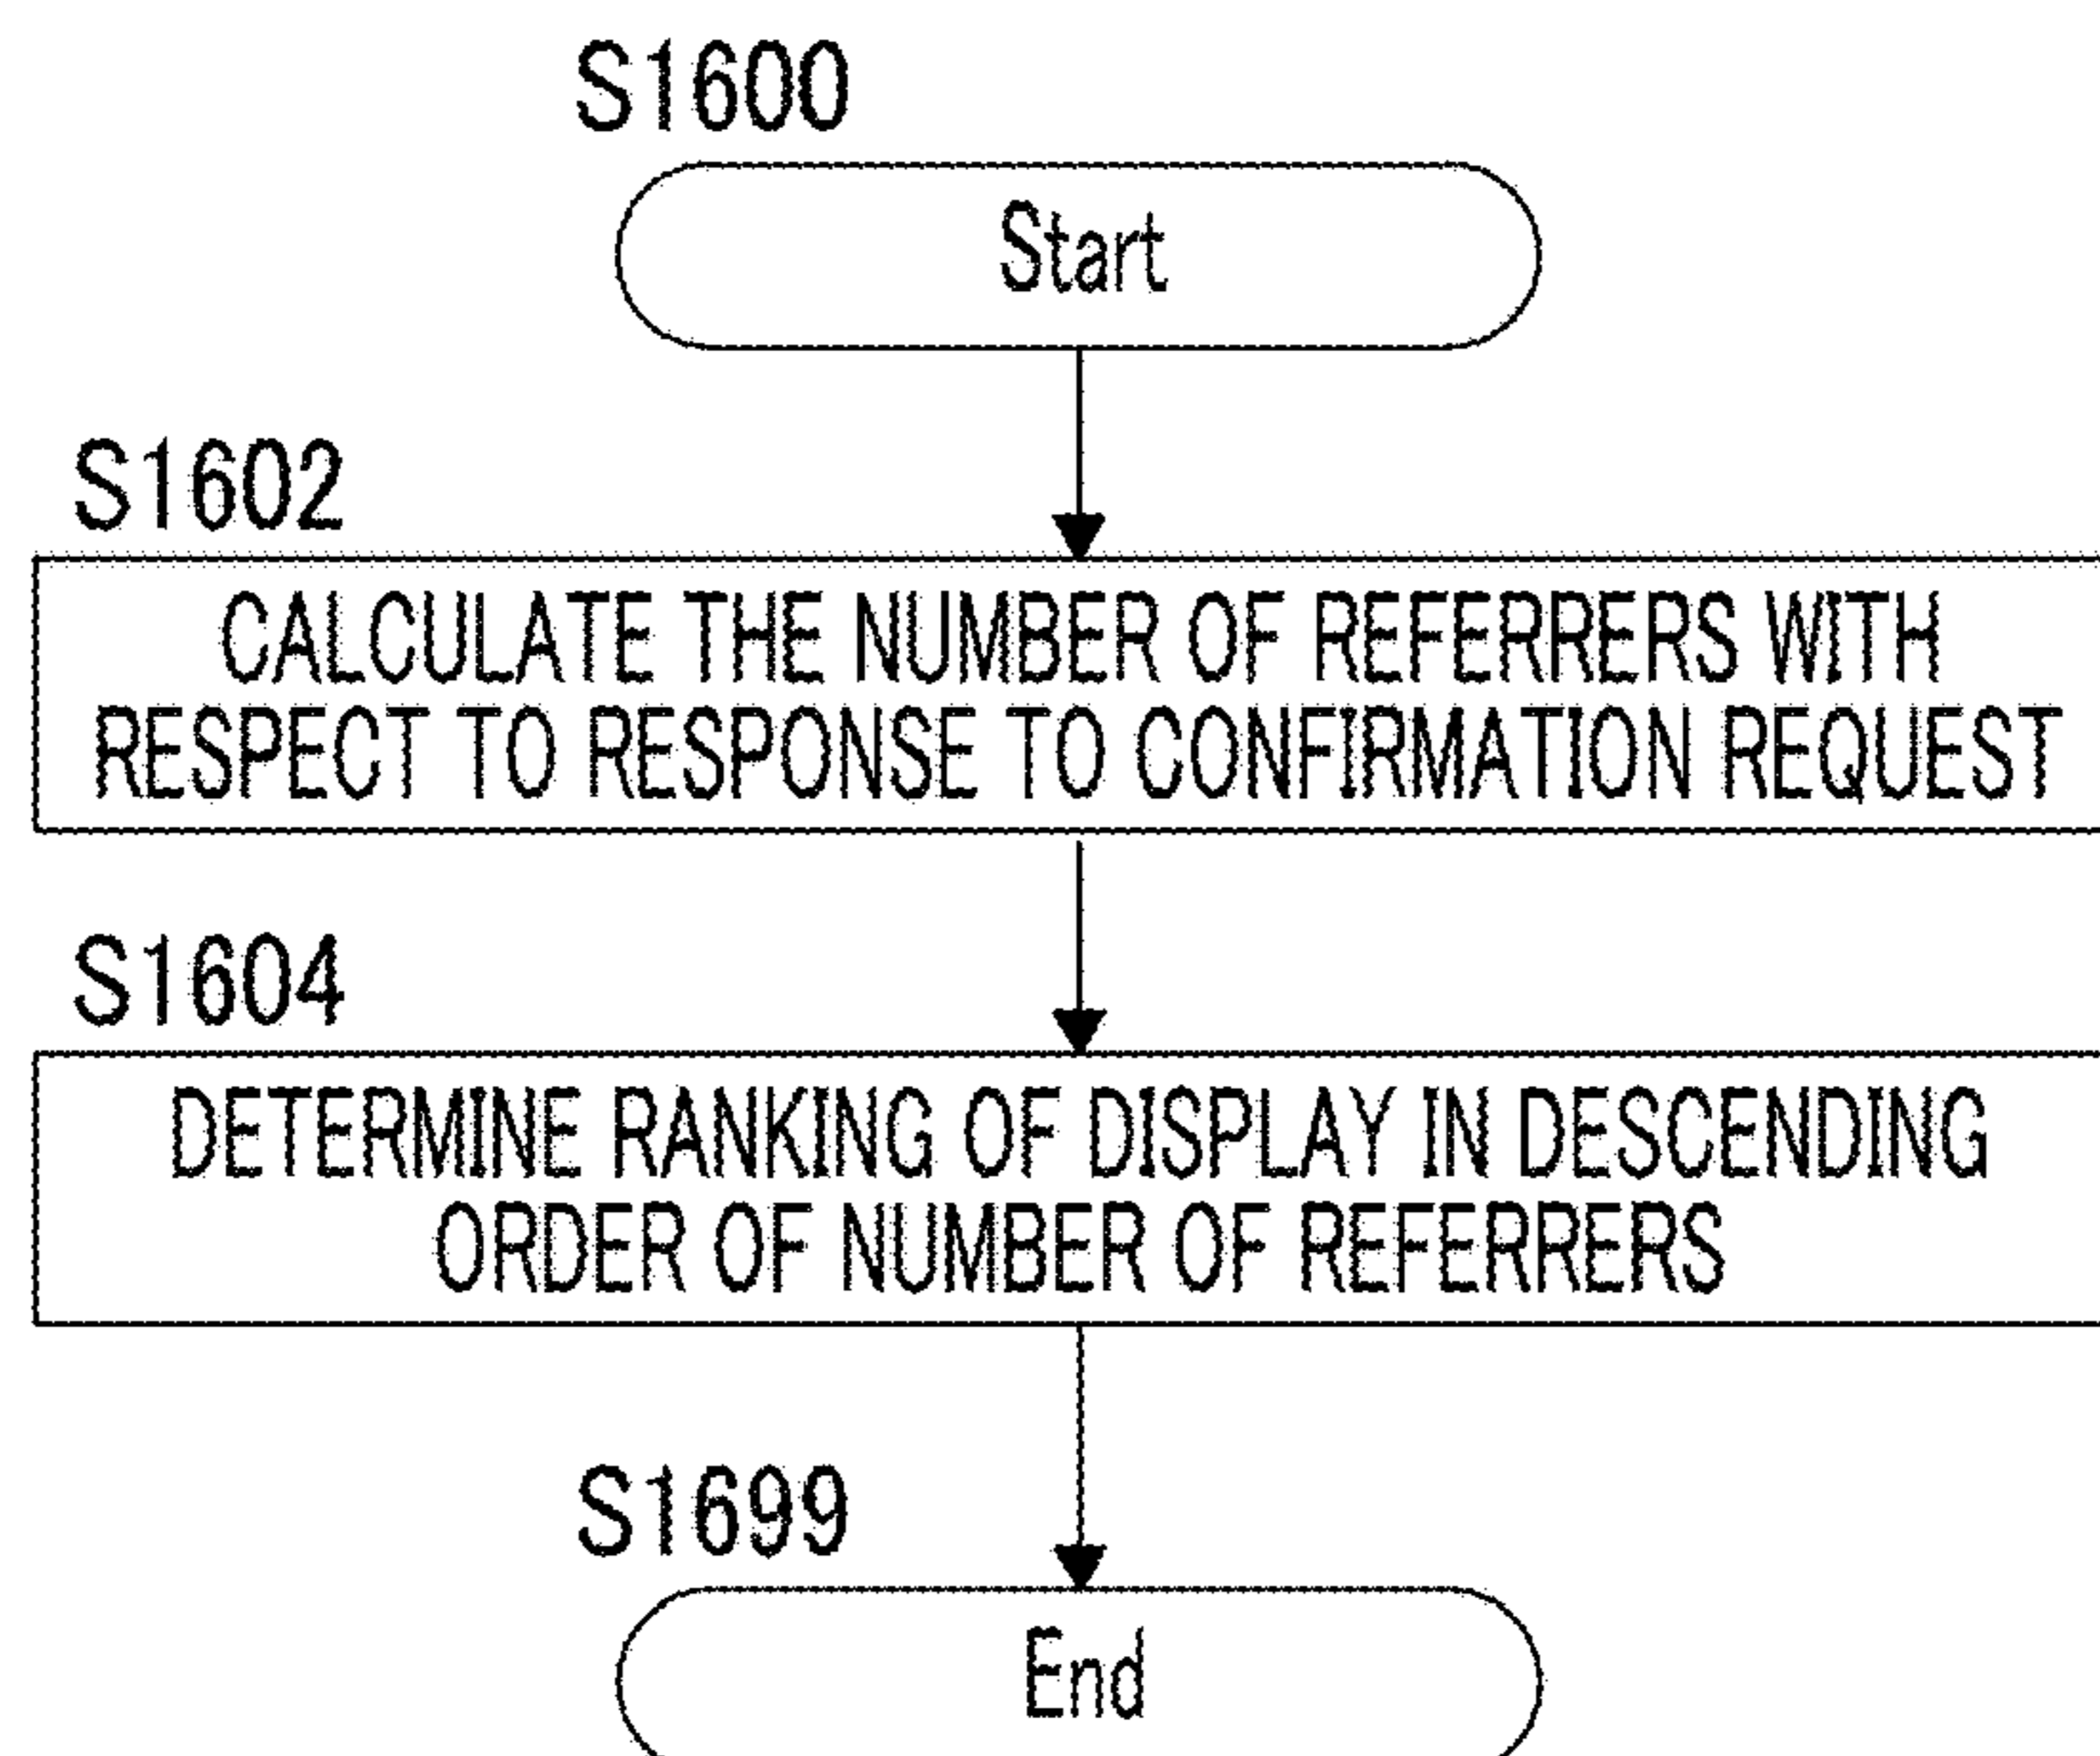 S1600
Start
S1602
CALCULATE THE NUMBER OF REFERRERS WITH
RESPECT TO RESPONSE TO CONFIRMATION REQUEST
S1604
DETERMINE RANKING OF DISPLAY IN DESCENDING
ORDER OF NUMBER OF REFERRERS
S1699
End